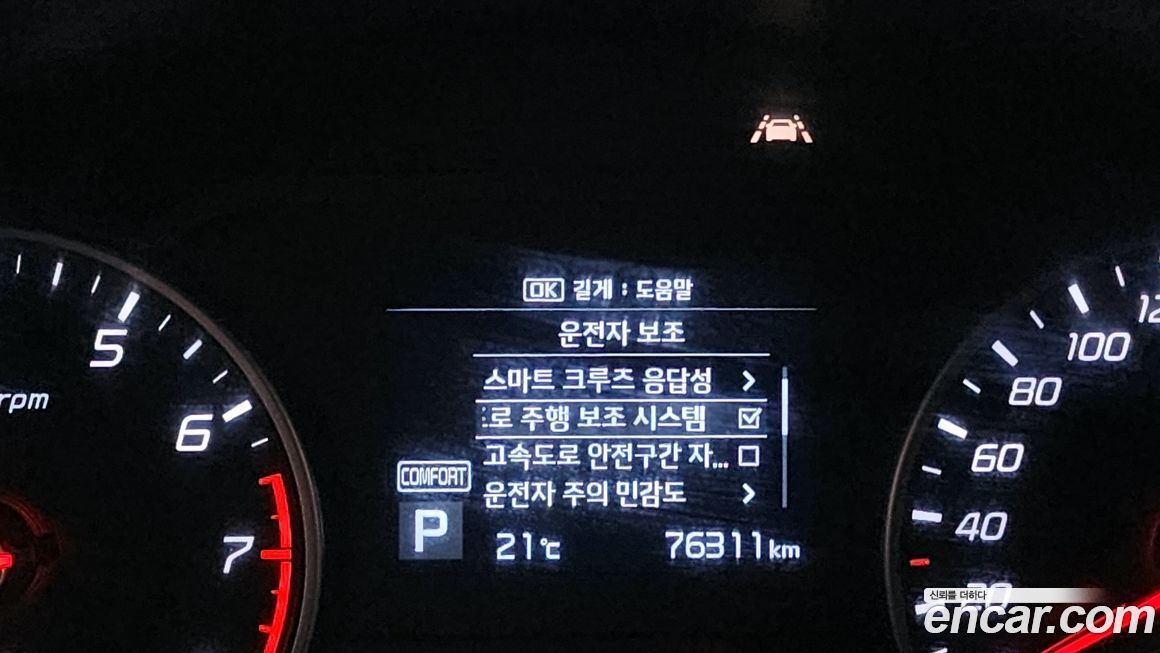 OK 길게 : 도움말
운전자 보조
스마트 크루즈 응답성
로 주행 보조 시스템
고속도로 안전구간 자...
운전자 주의 민감도
COMFORT
P
21℃
76311km
5
rpm
6
7
100
80
60
40
20
신뢰를 더하다
encar.com